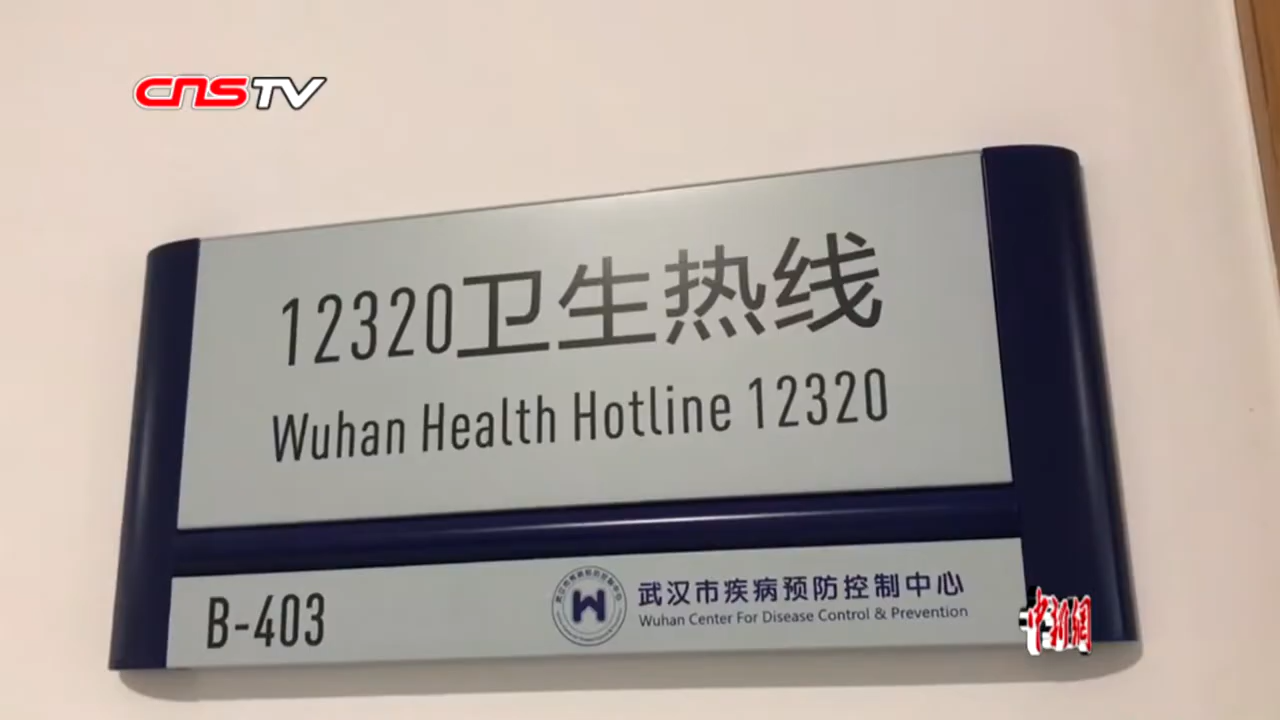 CNSTV
12320卫生热线
Wuhan Health Hotline 12320
B-403
武汉市疾病预防控制中心
Wuhan Center For Disease Control & Prevention
中新網